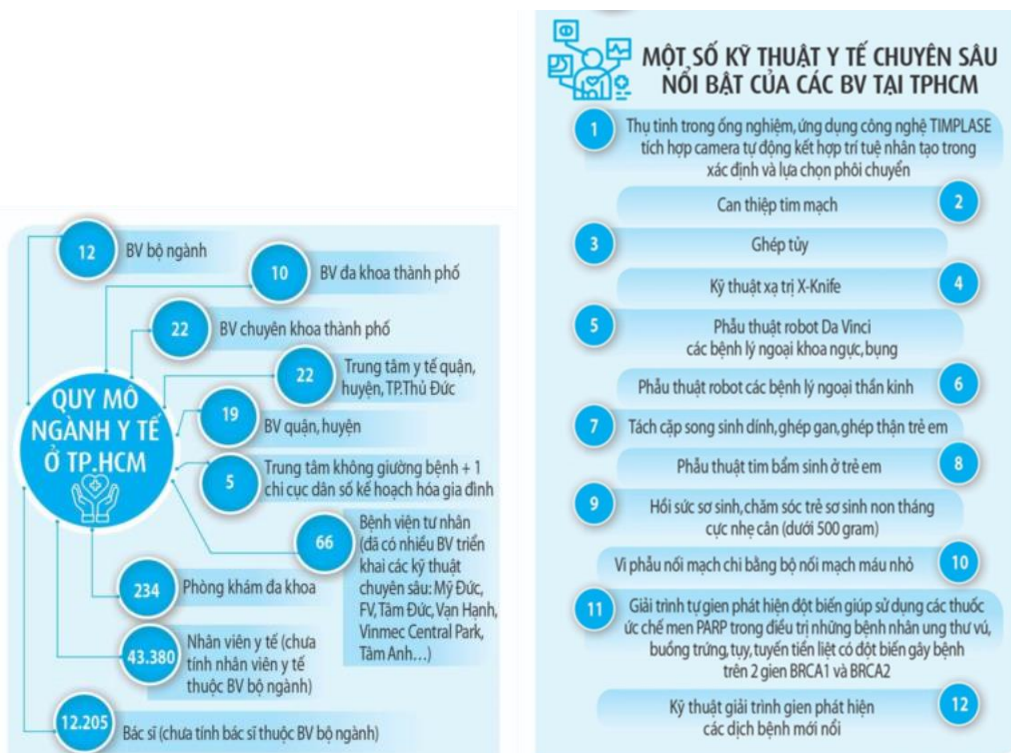 12
BV bộ ngành
10
BV đa khoa thành phố
22
BV chuyên khoa thành phố
22
Trung tâm y tế quận,
huyện, TP.Thủ Đức
QUY MÔ
NGÀNH Y TẾ
Ở TP.HCM
19
BV quận, huyện
5
Trung tâm không giường bệnh + 1
chi cục dân số kế hoạch hóa gia đình
66
Bệnh viện tư nhân
(đã có nhiều BV triển
khai các kỹ thuật
chuyên sâu: Mỹ Đức,
FV, Tâm Đức, Vạn Hạnh,
Vinmec Central Park,
Tâm Anh…)
234
Phòng khám đa khoa
43.380
Nhân viên y tế (chưa
tính nhân viên y tế
thuộc BV bộ ngành)
12.205
Bác sĩ (chưa tính bác sĩ thuộc BV bộ ngành)
MỘT SỐ KỸ THUẬT Y TẾ CHUYÊN SÂU
NỔI BẬT CỦA CÁC BV TẠI TPHCM
1
Thụ tinh trong ống nghiệm, ứng dụng công nghệ TIMPLASE
tích hợp camera tự động kết hợp trí tuệ nhân tạo trong
xác định và lựa chọn phôi chuyển
2
Can thiệp tim mạch
3
Ghép tủy
4
Kỹ thuật xạ trị X-Knife
5
Phẫu thuật robot Da Vinci
các bệnh lý ngoại khoa ngực, bụng
6
Phẫu thuật robot các bệnh lý ngoại thần kinh
7
Tách cặp song sinh dính, ghép gan, ghép thận trẻ em
8
Phẫu thuật tim bẩm sinh ở trẻ em
9
Hồi sức sơ sinh, chăm sóc trẻ sơ sinh non tháng
cực nhẹ cân (dưới 500 gram)
10
Vi phẫu nối mạch chi bằng bộ nối mạch máu nhỏ
11
Giải trình tự gien phát hiện đột biến giúp sử dụng các thuốc
ức chế men PARP trong điều trị những bệnh nhân ung thư vú,
buồng trứng, tụy, tuyến tiền liệt có đột biến gây bệnh
trên 2 gien BRCA1 và BRCA2
12
Kỹ thuật giải trình gien phát hiện
các dịch bệnh mới nổi